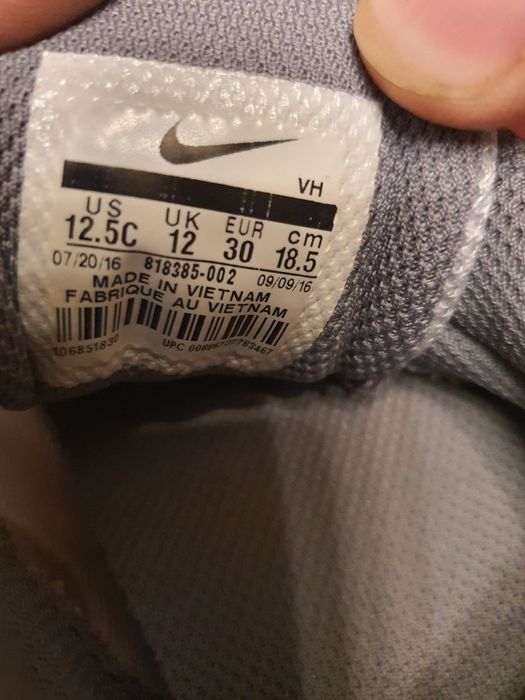 VH
US UK EUR cm
12.5C 12 30 18.5
07/20/16 818385-002 09/09/16
MADE IN VIETNAM
FABRIQUE AU VIETNAM
UPC